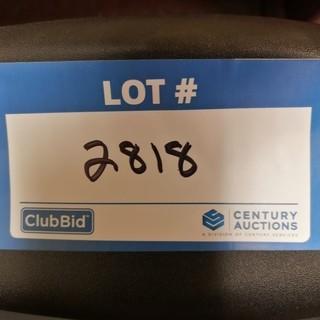 LOT #
2818
ClubBid
CENTURY
AUCTIONS
A DIVISION OF CENTURY SERVICES